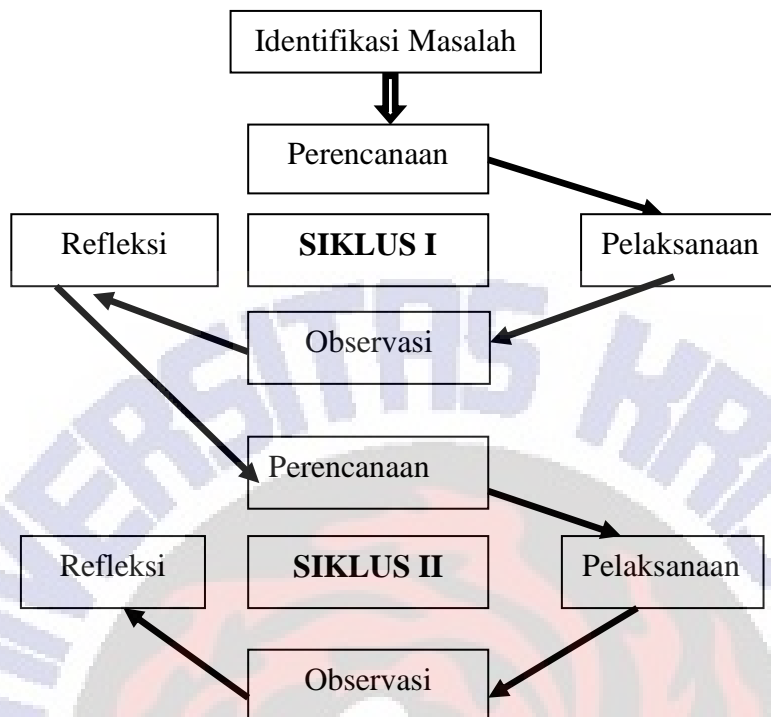 Identifikasi Masalah
Perencanaan
Refleksi
SIKLUS I
Pelaksanaan
Observasi
Perencanaan
Refleksi
SIKLUS II
Pelaksanaan
Observasi